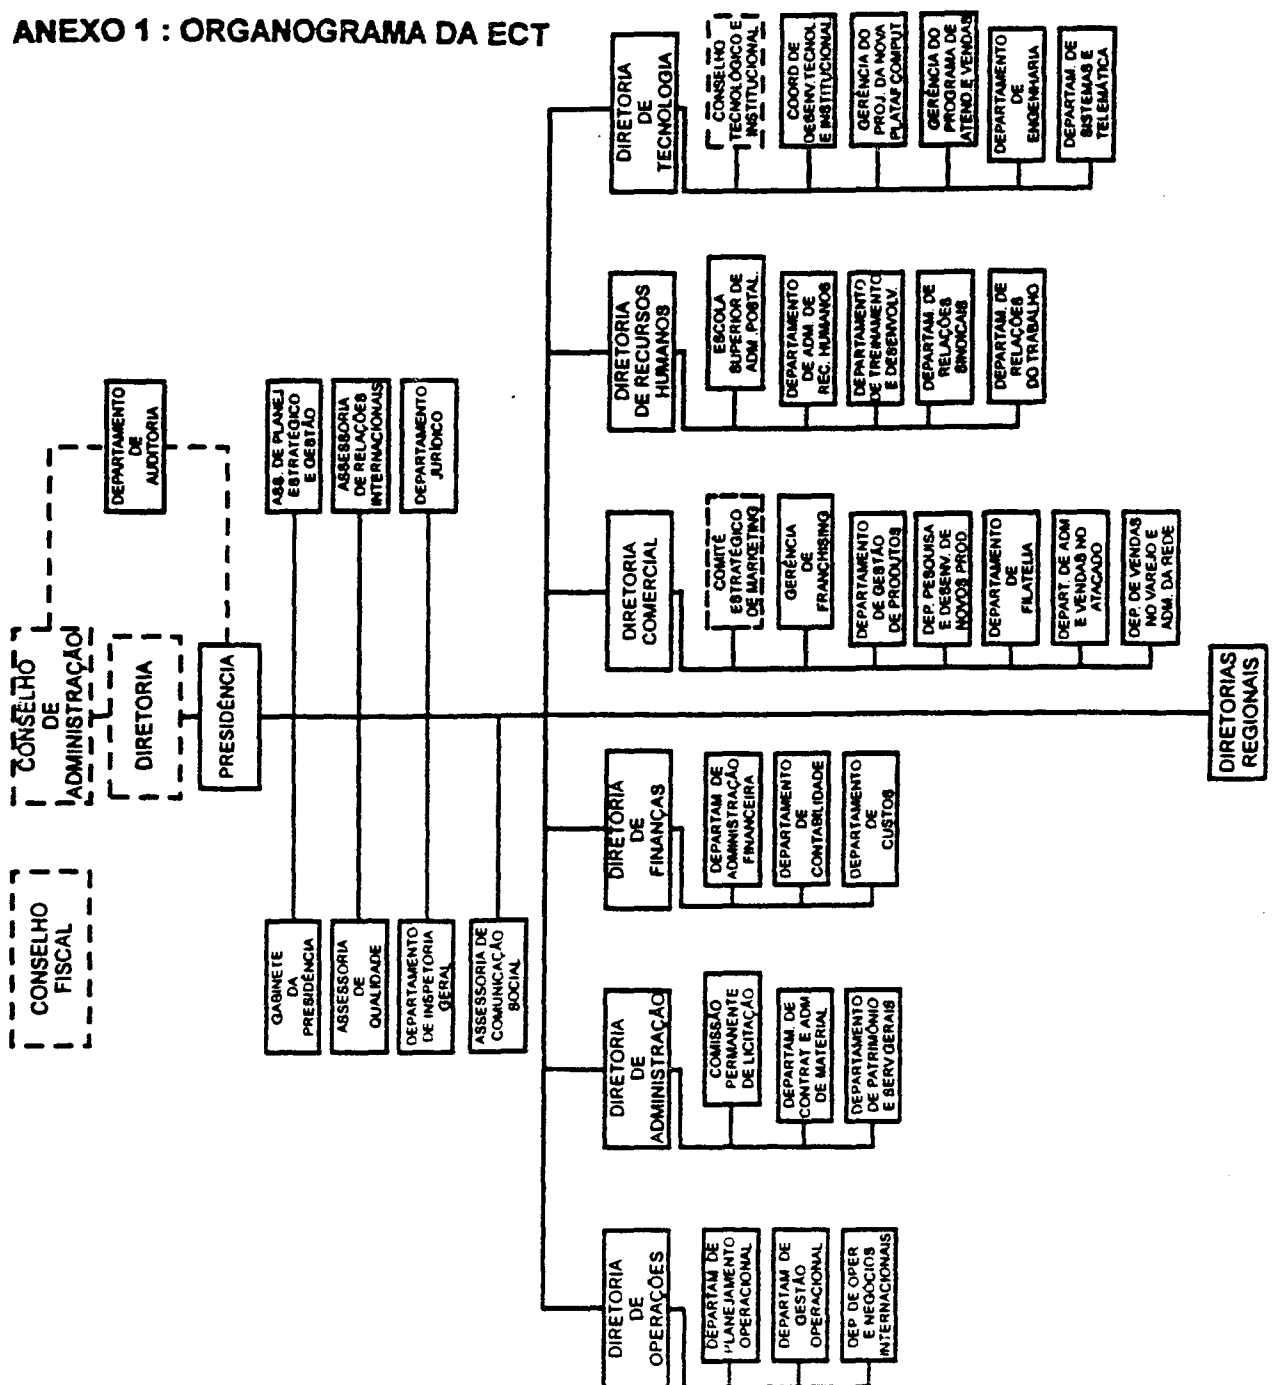 ANEXO 1 : ORGANOGRAMA DA ECT
CONSELHO
FISCAL
CONSELHO
DE
ADMINISTRAÇÃO
DIRETORIA
PRESIDÊNCIA
DEPARTAMENTO
DE
AUDITORIA
GABINETE
DA
PRESIDÊNCIA
ASS. DE PLANEJ
ESTRATÉGICO
E GESTÃO
ASSESSORIA
DE
QUALIDADE
ASSESSORIA
DE RELAÇÕES
INTERNACIONAIS
DEPARTAMENTO
DE INSPETORIA
GERAL
DEPARTAMENTO
JURÍDICO
ASSESSORIA DE
COMUNICAÇÃO
SOCIAL
DIRETORIA
DE
OPERAÇÕES
DEPARTAM DE
PLANEJAMENTO
OPERACIONAL
DEPARTAM DE
GESTÃO
OPERACIONAL
DEP DE OPER
E NEGÓCIOS
INTERNACIONAIS
DIRETORIA
DE
ADMINISTRAÇÃO
COMISSÃO
PERMANENTE
DE LICITAÇÃO
DEPARTAM. DE
CONTRAT E ADM
DE MATERIAL
DEPARTAMENTO
DE PATRIMÔNIO
E SERV GERAIS
DIRETORIA
DE
FINANÇAS
DEPARTAM DE
ADMINISTRAÇÃO
FINANCEIRA
DEPARTAMENTO
DE
CONTABILIDADE
DEPARTAMENTO
DE
CUSTOS
DIRETORIA
COMERCIAL
COMITÊ
ESTRATÉGICO
DE MARKETING
GERÊNCIA
DE
FRANCHISING
DEPARTAMENTO
DE GESTÃO
DE PRODUTOS
DEP. PESQUISA
E DESENV. DE
NOVOS PROD.
DEPARTAMENTO
DE
FILATELIA
DEPART. DE ADM
E VENDAS NO
ATACADO
DEP. DE VENDAS
NO VAREJO E
ADM. DA REDE
DIRETORIA
DE RECURSOS
HUMANOS
ESCOLA
SUPERIOR DE
ADM. POSTAL.
DEPARTAMENTO
DE ADM. DE
REC. HUMANOS
DEPARTAMENTO
DE TREINAMENTO
E DESENVOLV.
DEPARTAM. DE
RELAÇÕES
SINDICAIS
DEPARTAM. DE
RELAÇÕES
DO TRABALHO
DIRETORIA
DE
TECNOLOGIA
CONSELHO
TECNOLÓGICO E
INSTITUCIONAL
COORD DE
DESENV. TECNOL
E INSTITUCIONAL
GERÊNCIA DO
PROJ. DA NOVA
PLATAF COMPUT
GERÊNCIA DO
PROGRAMA DE
ATEND. E VENDAS
DEPARTAMENTO
DE
ENGENHARIA
DEPARTAM. DE
SISTEMAS E
TELEMÁTICA
DIRETORIAS
REGIONAIS